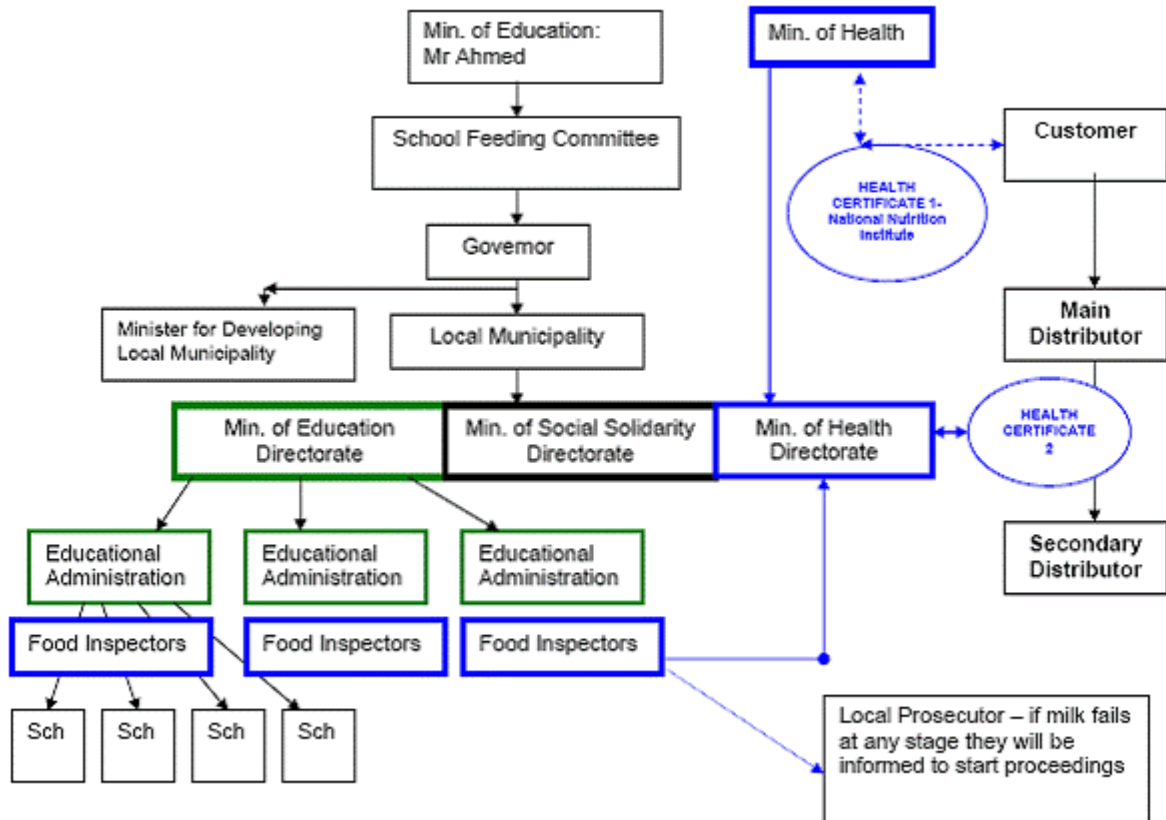 Min. of Education:
Mr Ahmed
Min. of Health
School Feeding Committee
Customer
HEALTH
CERTIFICATE 1-
National Nutrition
Institute
Governor
Minister for Developing
Local Municipality
Local Municipality
Main
Distributor
Min. of Education
Directorate
Min. of Social Solidarity
Directorate
Min. of Health
Directorate
HEALTH
CERTIFICATE
2
Educational
Administration
Educational
Administration
Educational
Administration
Secondary
Distributor
Food Inspectors
Food Inspectors
Food Inspectors
Sch
Sch
Sch
Sch
Local Prosecutor – if milk fails
at any stage they will be
informed to start proceedings